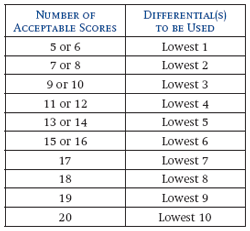 NUMBER OF ACCEPTABLE SCORES DIFFERENTIAL(S) TO BE USED
5 or 6 Lowest 1
7 or 8 Lowest 2
9 or 10 Lowest 3
11 or 12 Lowest 4
13 or 14 Lowest 5
15 or 16 Lowest 6
17 Lowest 7
18 Lowest 8
19 Lowest 9
20 Lowest 10